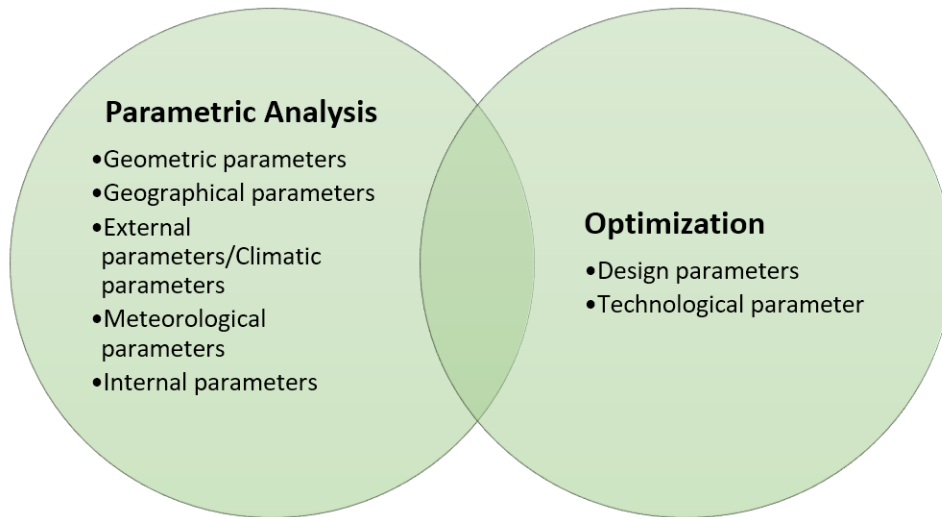 Parametric Analysis
•Geometric parameters
•Geographical parameters
•External
parameters/Climatic
parameters
•Meteorological
parameters
•Internal parameters
Optimization
•Design parameters
•Technological parameter